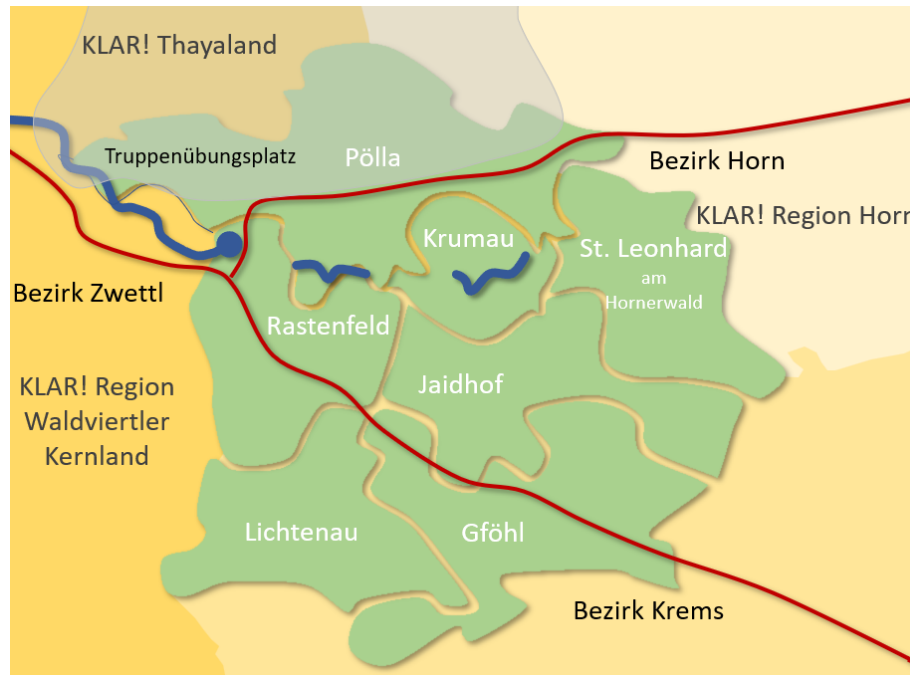 KLAR! Thayaland
Truppenübungsplatz
Pölla
Bezirk Horn
KLAR! Region Horn
Krumau
St. Leonhard
am
Hornerwald
Bezirk Zwettl
Rastenfeld
KLAR! Region
Waldviertler
Kernland
Jaidhof
Lichtenau
Gföhl
Bezirk Krems